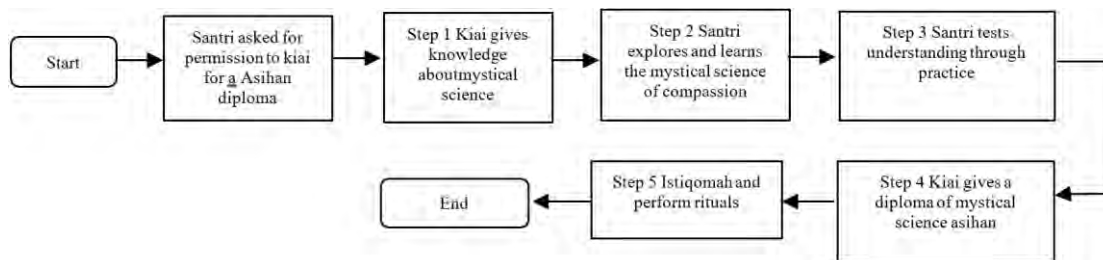 Start
Santri asked for
permission to kiai
for a Asihan
diploma
Step 1 Kiai gives
knowledge
aboutmystical
science
Step 2 Santri
explores and learns
the mystical science
of compassion
Step 3 Santri tests
understanding through
practice
Step 4 Kiai gives a
diploma of mystical
science asihan
Step 5 Istiqomah and
perform rituals
End